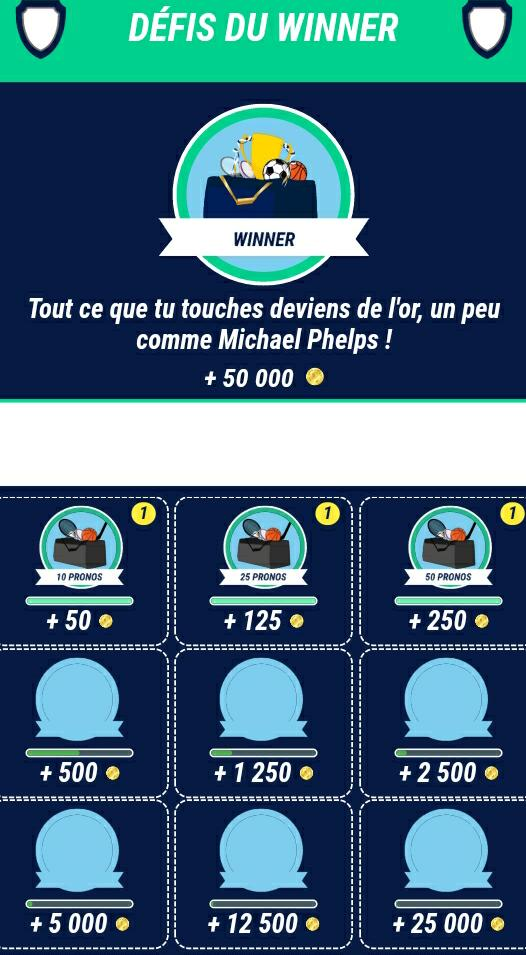 DÉFIS DU WINNER
WINNER
Tout ce que tu touches deviens de l'or, un peu
comme Michael Phelps !
+ 50 000
1
1
1
10 PRONOS
25 PRONOS
50 PRONOS
+ 50
+ 125
+ 250
+ 500
+ 1 250
+ 2 500
+ 5 000
+ 12 500
+ 25 000